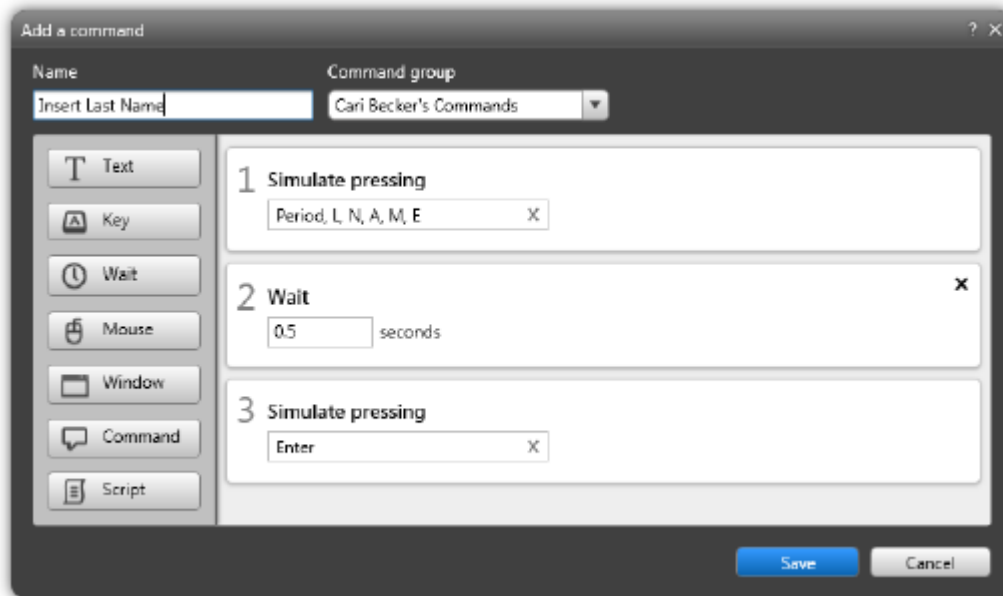 Add a command
? ×
Name
Command group
Insert Last Name
Cari Becker's Commands
T Text
A Key
Wait
Mouse
Window
Command
Script
1 Simulate pressing
Period, L, N, A, M, E X
2 Wait
0.5 seconds
3 Simulate pressing
Enter X
Save
Cancel